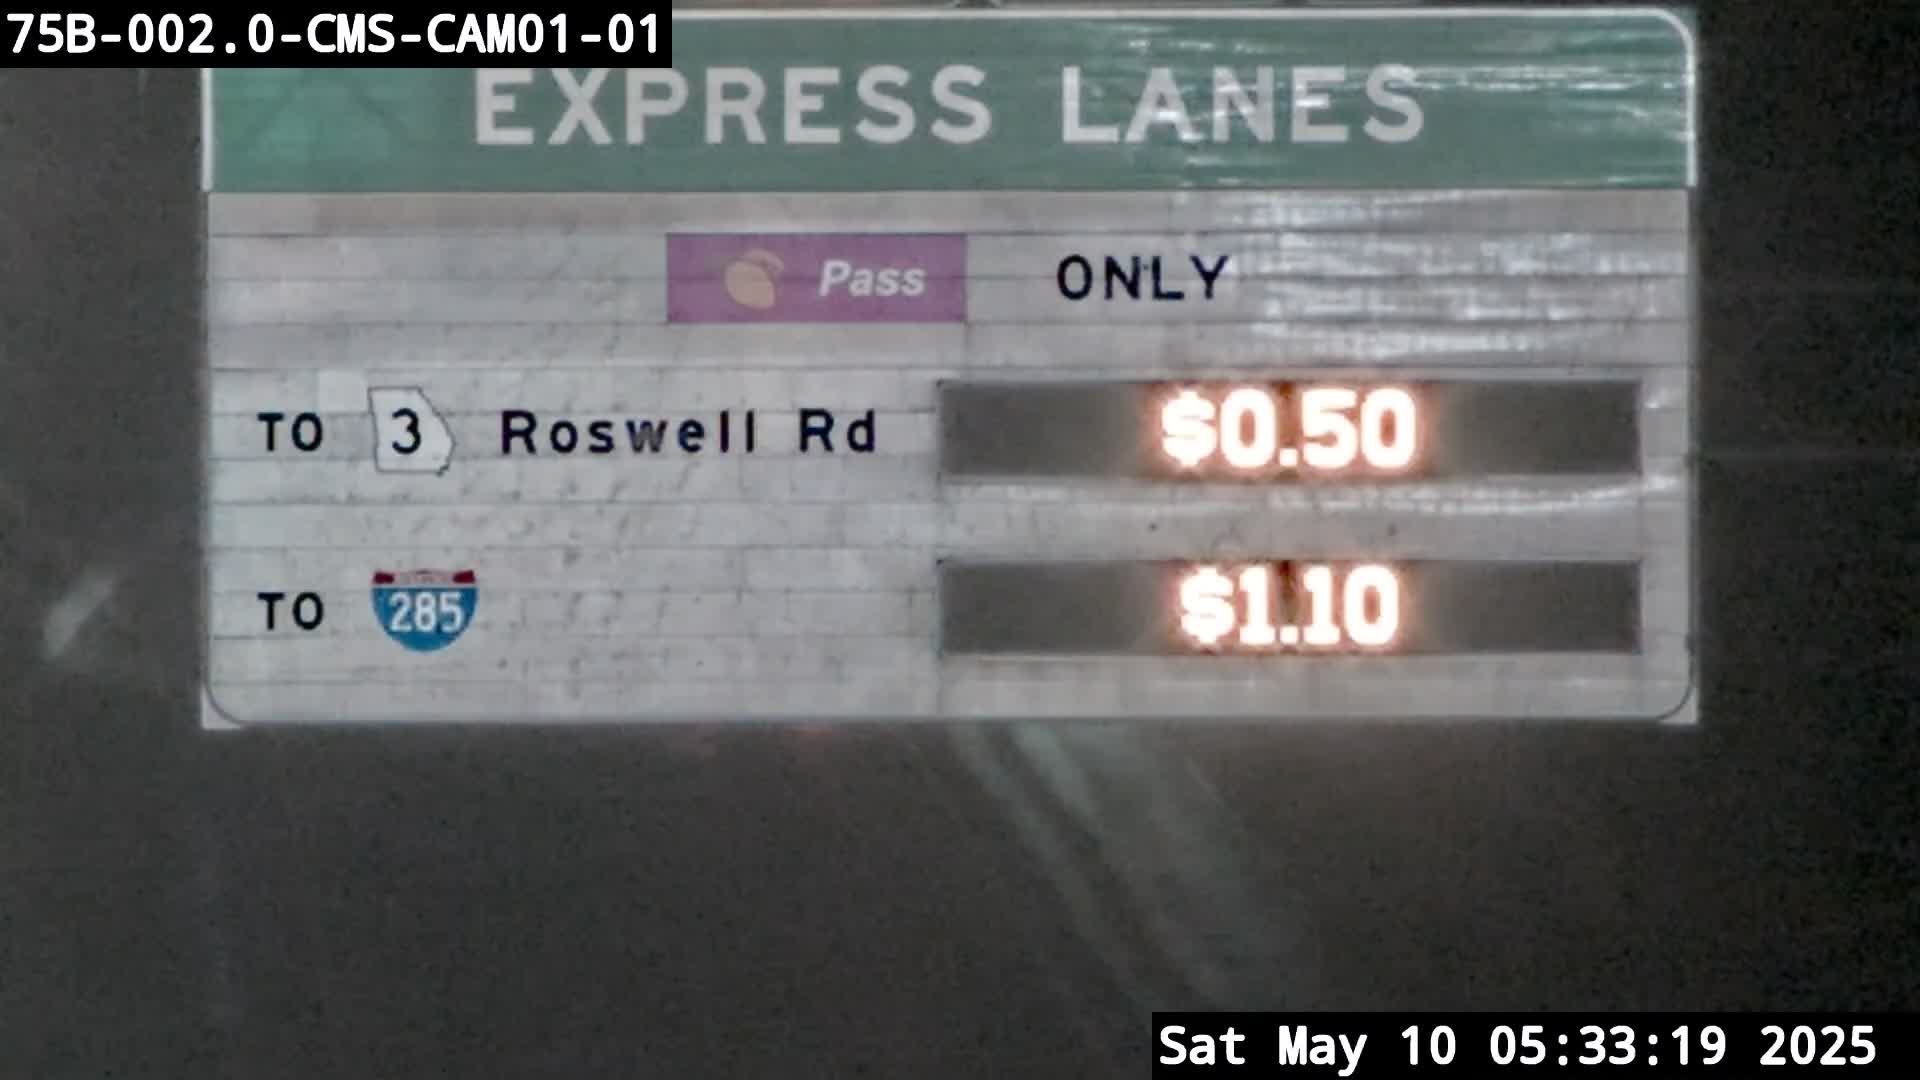 75B-002.0-CMS-CAM01-01
EXPRESS LANES
Pass ONLY
TO 3 Roswell Rd $0.50
TO 285 $1.10
Sat May 10 05:33:19 2025